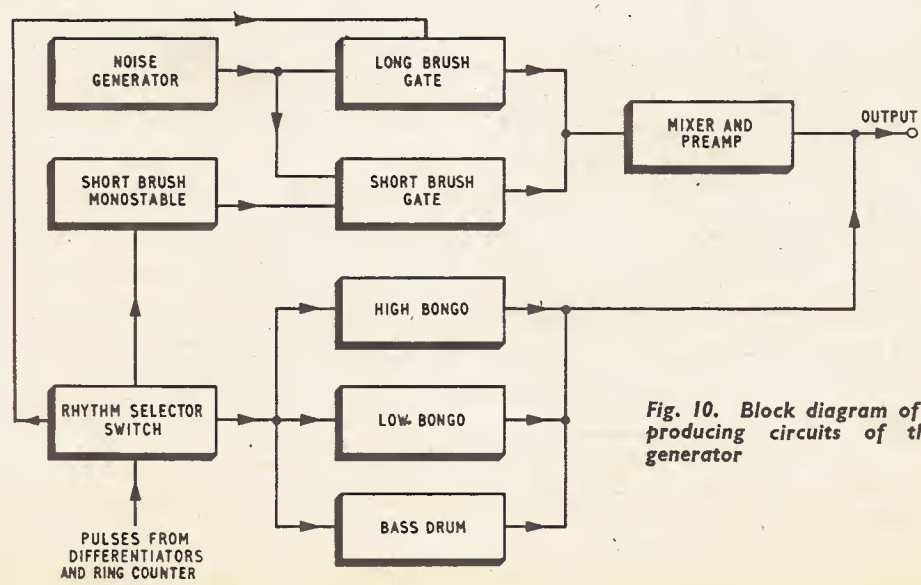 NOISE
GENERATOR
LONG BRUSH
GATE
MIXER AND
PREAMP
OUTPUT
SHORT BRUSH
MONOSTABLE
SHORT BRUSH
GATE
HIGH BONGO
RHYTHM SELECTOR
SWITCH
LOW BONGO
BASS DRUM
PULSES FROM
DIFFERENTIATORS
AND RING COUNTER
Fig. 10. Block diagram of
producing circuits of th
generator